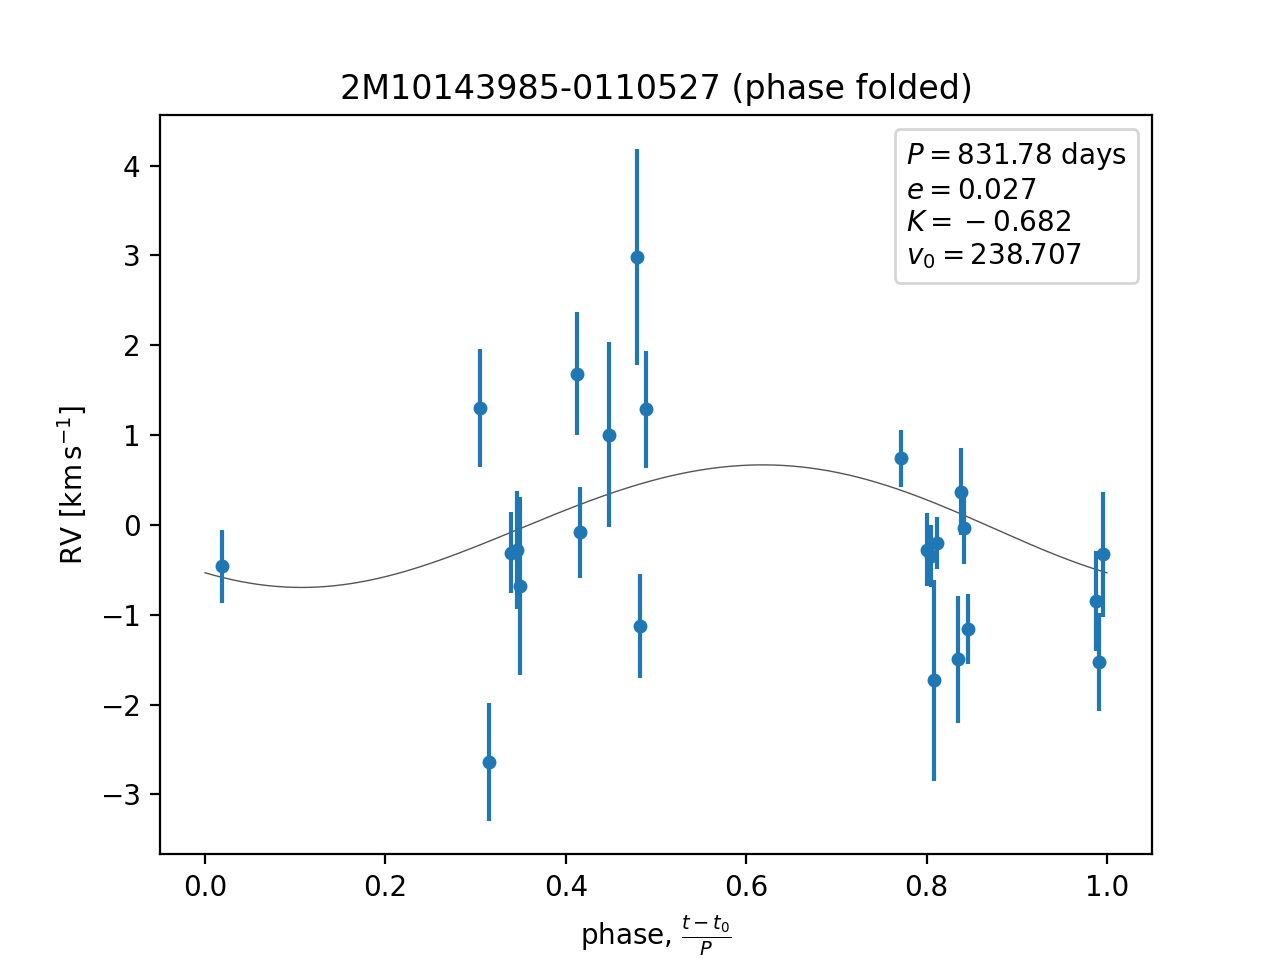 2M10143985-0110527 (phase folded)
P = 831.78 days
e = 0.027
K = −0.682
v₀ = 238.707
RV [km s⁻¹]
4
3
2
1
0
−1
−2
−3
0.0 0.2 0.4 0.6 0.8 1.0
phase, (t − t₀)/P